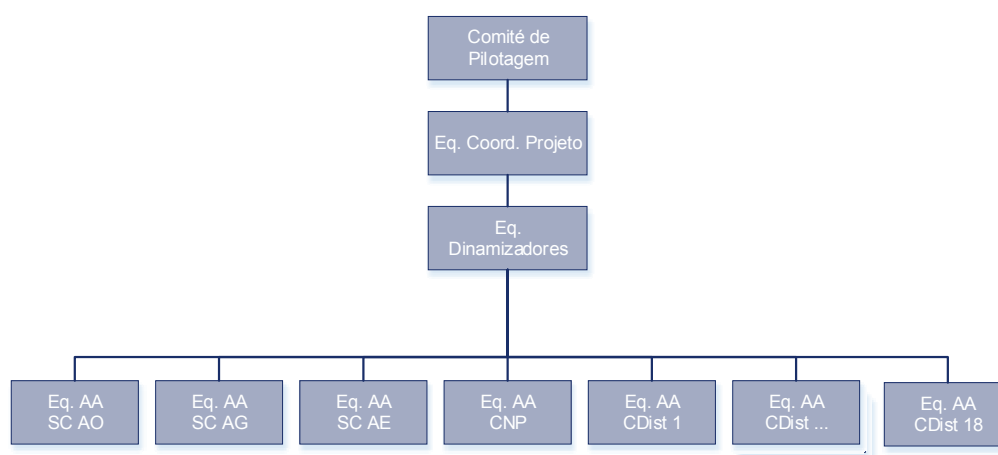 Comité de
Pilotagem
Eq. Coord. Projeto
Eq.
Dinamizadores
Eq. AA
SC AO
Eq. AA
SC AG
Eq. AA
SC AE
Eq. AA
CNP
Eq. AA
CDist 1
Eq. AA
CDist ...
Eq. AA
CDist 18